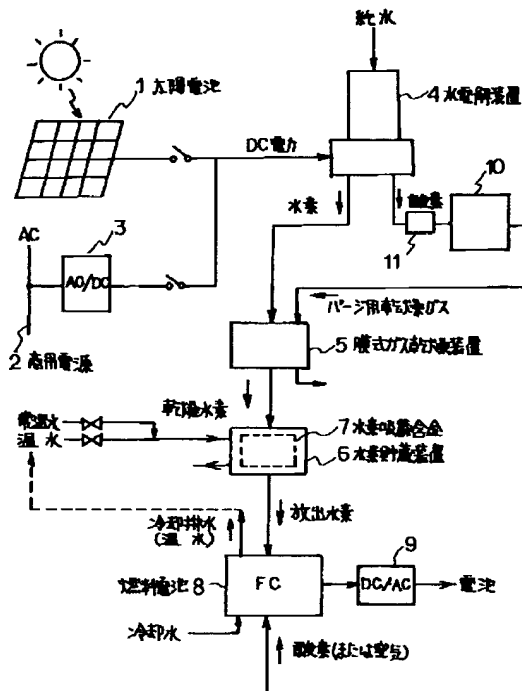 給水
1 太陽電池
4 水電解装置
DC電力
10
水素
酸素
11
AC
3
AC/DC
パージ用乾燥ガス
2 商用電源
5 膜式ガス乾燥装置
乾燥水素
常温水
温水
7 水素吸蔵合金
6 水素貯蔵装置
冷却排水
(温水)
放出水素
9
燃料電池 8
FC
DC/AC
電池
冷却水
酸素(または空気)